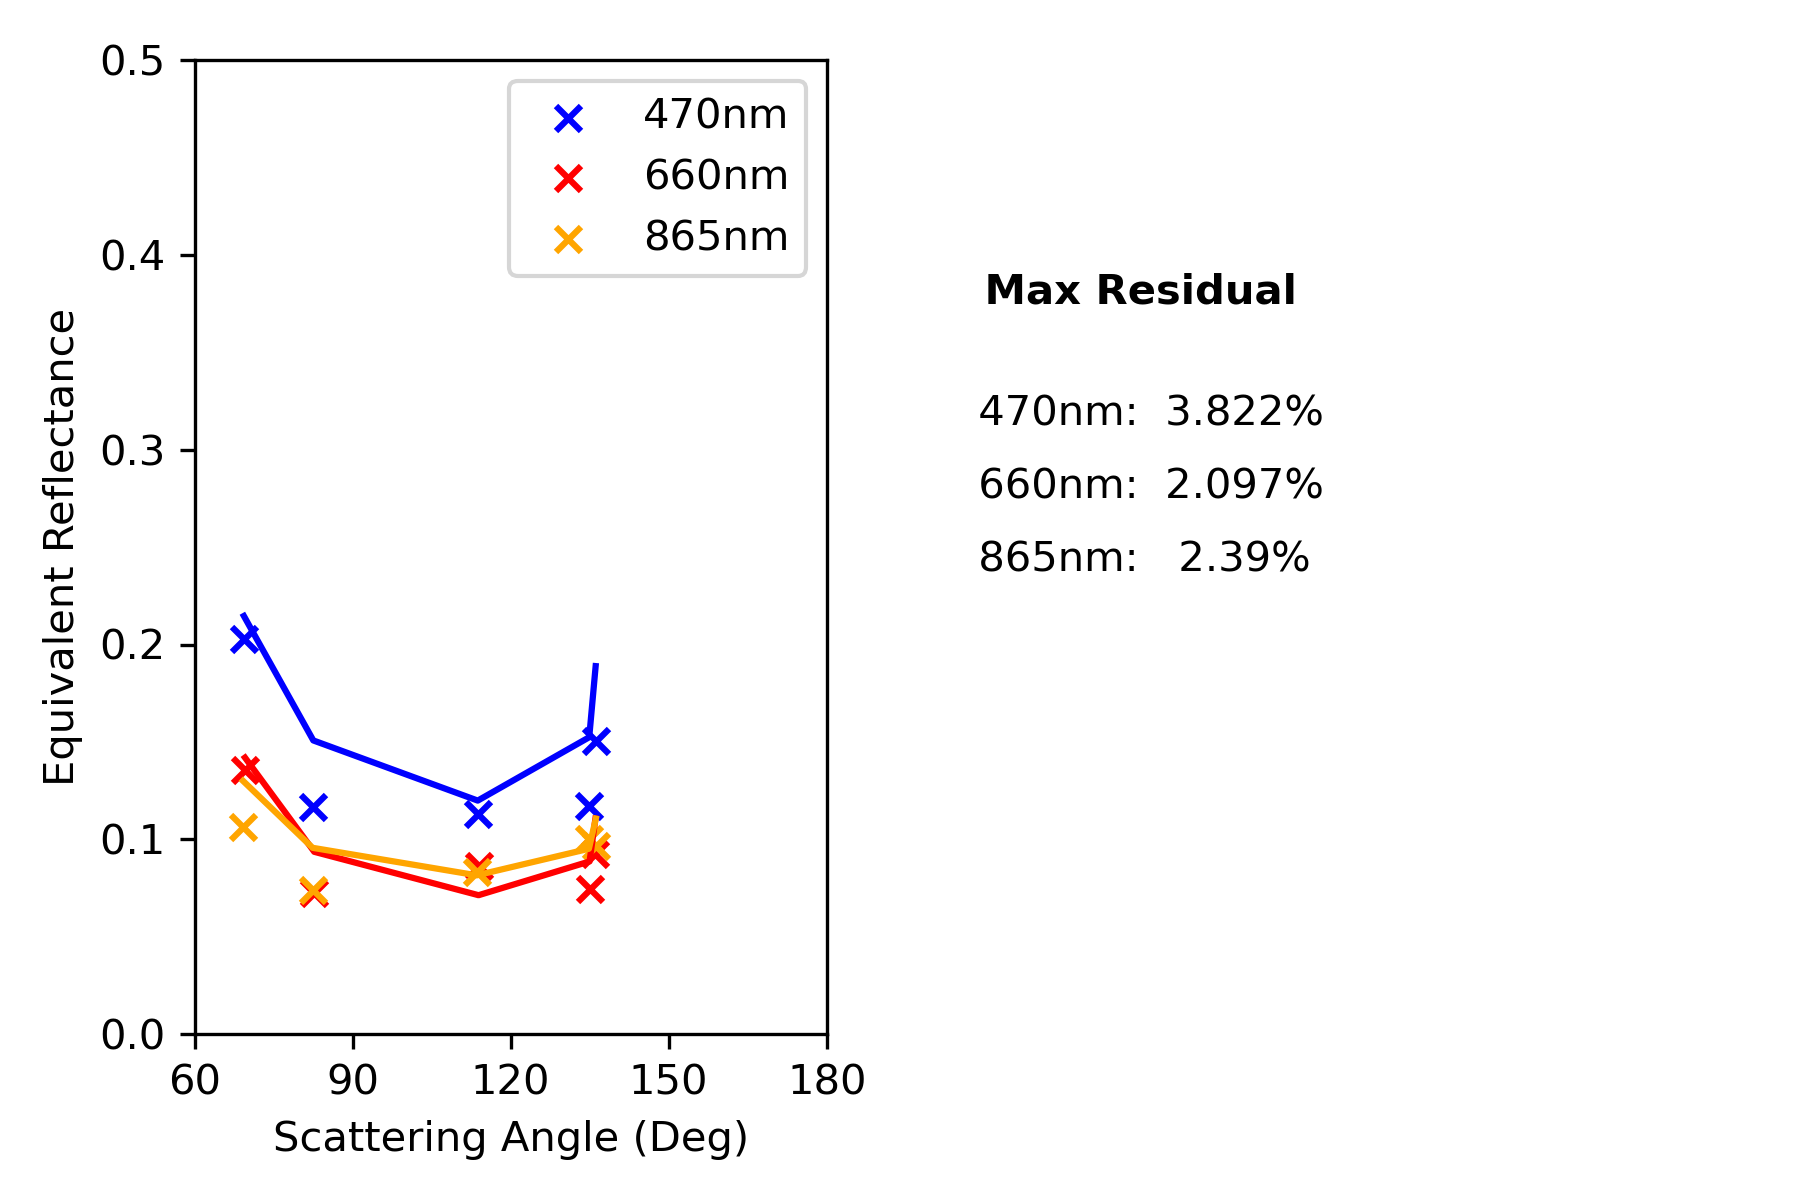 0.5
0.4
0.3
0.2
0.1
0.0
Equivalent Reflectance
60 90 120 150 180
Scattering Angle (Deg)
470nm
660nm
865nm
Max Residual
470nm: 3.822%
660nm: 2.097%
865nm: 2.39%